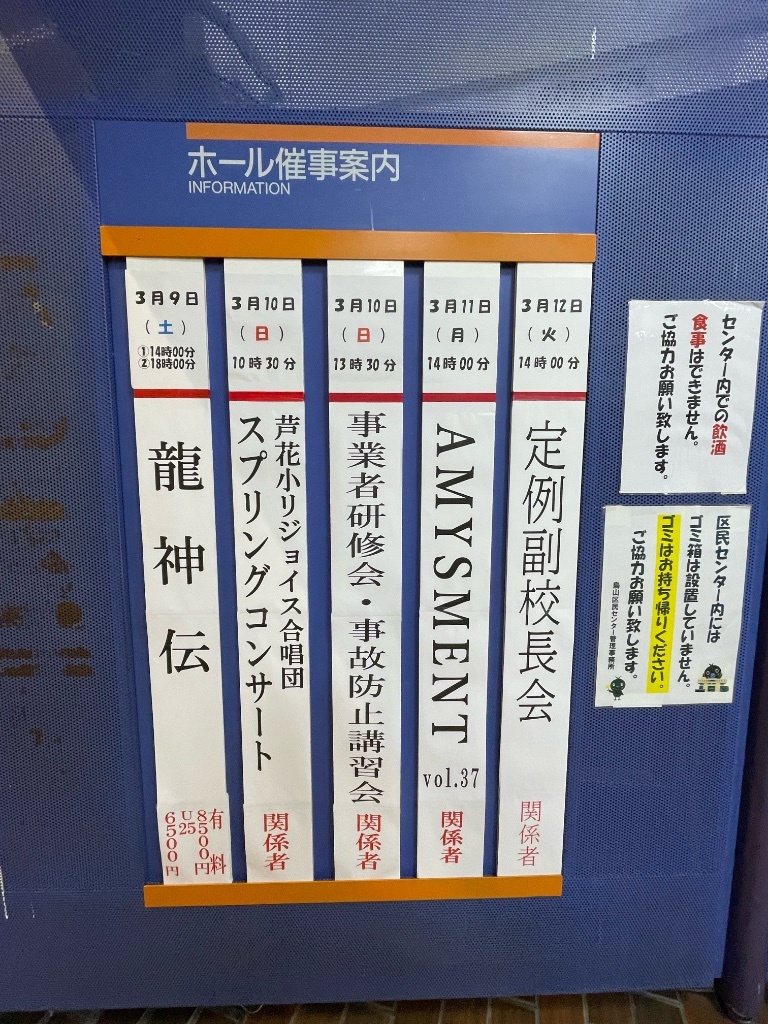 ホール催事案内
INFORMATION
3月9日
(土)
①14時00分
②18時00分
龍神伝
有料
8500円
U25
6500円
3月10日
(日)
10時30分
芦花小リジョイス合唱団
スプリングコンサート
関係者
3月10日
(日)
13時30分
事業者研修会・事故防止講習会
関係者
3月11日
(月)
14時00分
AMYSMENT
vol.37
関係者
3月12日
(火)
14時00分
定例副校長会
関係者
センター内での飲酒
食事はできません。
ご協力お願い致します。
区民センター内には
ゴミ箱は設置していません。
ゴミはお持ち帰りください。
ご協力お願い致します。
烏山区民センター管理事務所